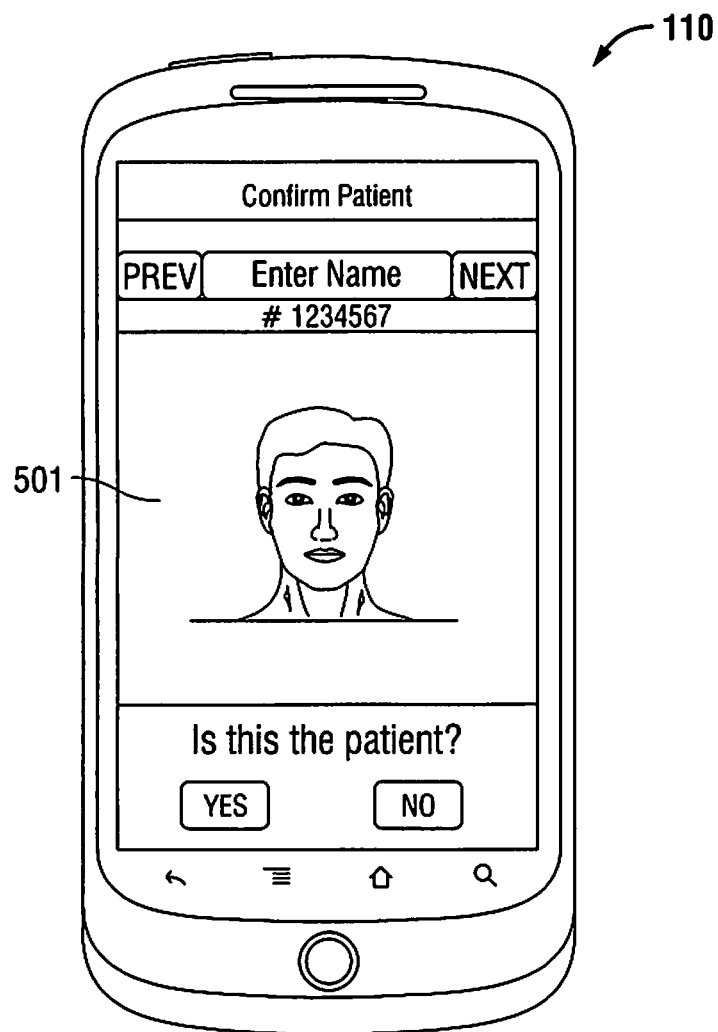 110
Confirm Patient
PREV Enter Name NEXT
# 1234567
501
Is this the patient?
YES NO